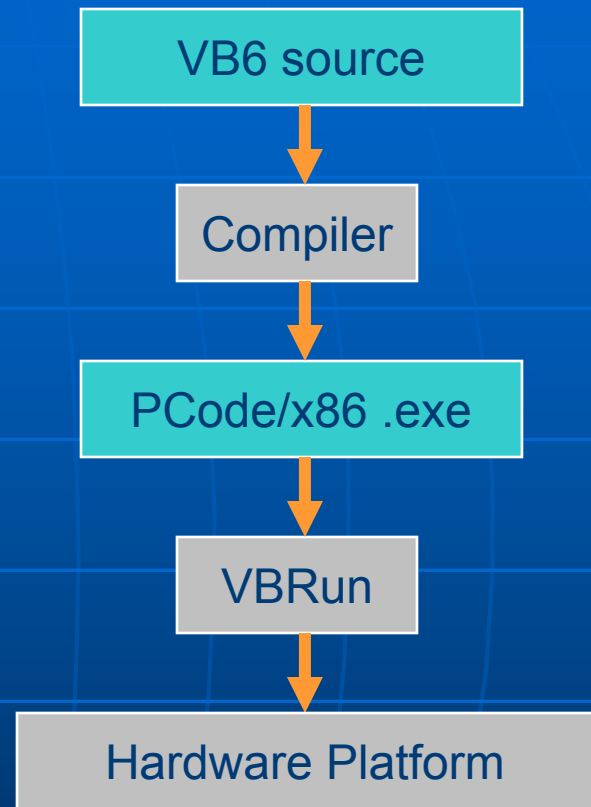 VB6 source
Compiler
PCode/x86 .exe
VBRun
Hardware Platform